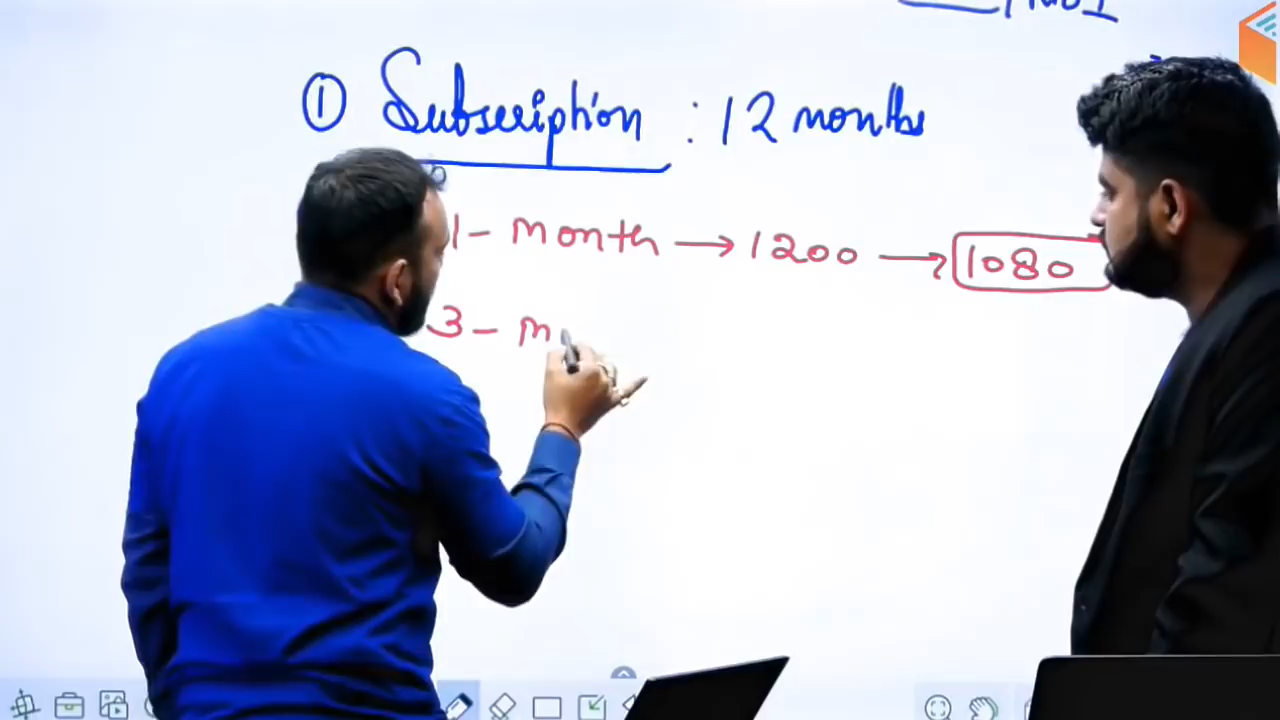 ① Subscription : 12 months
1 - month → 1200 → 1080
3 - m